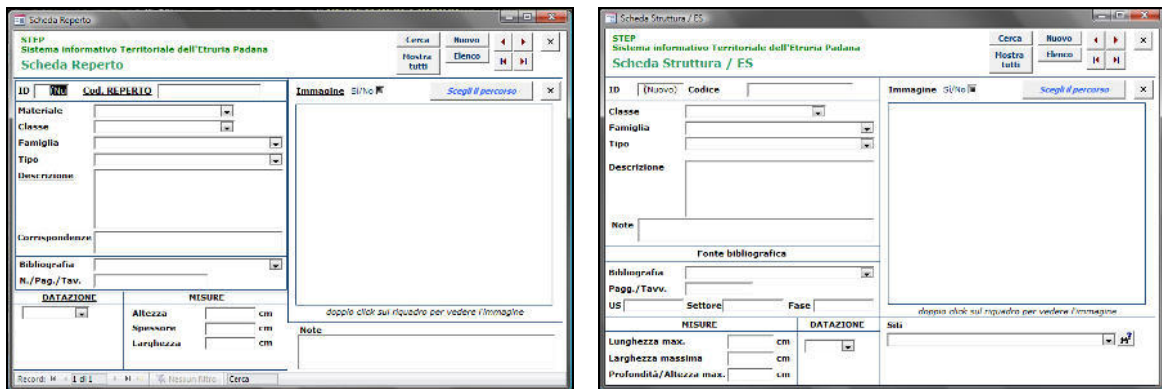 Scheda Reperto
STEP
Sistema informativo Territoriale dell'Etruria Padana
Scheda Reperto
Cerca Nuovo
Mostra tutti Elenco
ID (Nu Cod. REPERTO
Immagine Sì/No Scegli il percorso
Materiale
Classe
Famiglia
Tipo
Descrizione
Corrispondenze
Bibliografia
N./Pag./Tav.
DATAZIONE MISURE
Altezza cm
Spessore cm
Larghezza cm
doppio click sul riquadro per vedere l'immagine
Note
Record: 1 di 1 Nessun filtro Cerca
Scheda Struttura / ES
STEP
Sistema informativo Territoriale dell'Etruria Padana
Scheda Struttura / ES
Cerca Nuovo
Mostra tutti Elenco
ID (Nuovo) Codice
Immagine Sì/No Scegli il percorso
Classe
Famiglia
Tipo
Descrizione
Note
Fonte bibliografica
Bibliografia
Pagg./Tavv.
US Settore Fase
doppio click sul riquadro per vedere l'immagine
MISURE DATAZIONE
Lunghezza max. cm
Larghezza massima cm
Profondità/Altezza max. cm
Siti